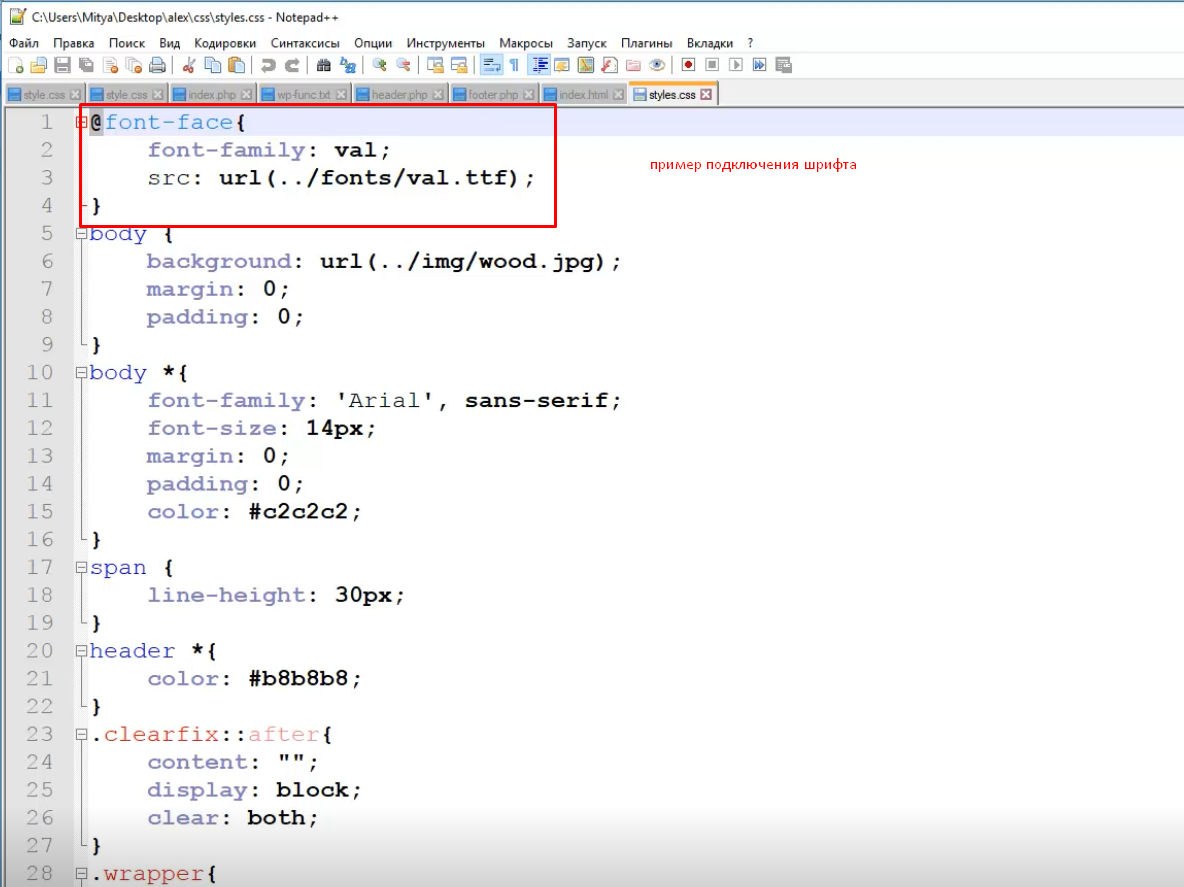 C:\Users\Mitya\Desktop\alex\css\styles.css - Notepad++
Файл Правка Поиск Вид Кодировки Синтаксисы Опции Инструменты Макросы Запуск Плагины Вкладки ?
style.css style.css index.php wp-func.txt header.php footer.php index.html styles.css
1 @font-face{
2 font-family: val;
пример подключения шрифта
3 src: url(../fonts/val.ttf);
4 }
5 body {
6 background: url(../img/wood.jpg);
7 margin: 0;
8 padding: 0;
9 }
10 body *{
11 font-family: 'Arial', sans-serif;
12 font-size: 14px;
13 margin: 0;
14 padding: 0;
15 color: #c2c2c2;
16 }
17 span {
18 line-height: 30px;
19 }
20 header *{
21 color: #b8b8b8;
22 }
23 .clearfix::after{
24 content: "";
25 display: block;
26 clear: both;
27 }
28 .wrapper{